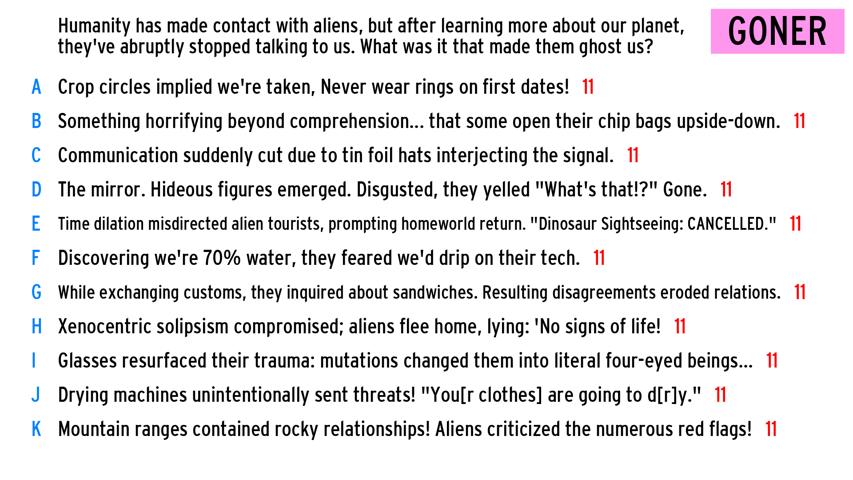 Humanity has made contact with aliens, but after learning more about our planet,
they've abruptly stopped talking to us. What was it that made them ghost us?
GONER
A Crop circles implied we're taken, Never wear rings on first dates! 11
B Something horrifying beyond comprehension... that some open their chip bags upside-down. 11
C Communication suddenly cut due to tin foil hats interjecting the signal. 11
D The mirror. Hideous figures emerged. Disgusted, they yelled "What's that!?" Gone. 11
E Time dilation misdirected alien tourists, prompting homeworld return. "Dinosaur Sightseeing: CANCELLED." 11
F Discovering we're 70% water, they feared we'd drip on their tech. 11
G While exchanging customs, they inquired about sandwiches. Resulting disagreements eroded relations. 11
H Xenocentric solipsism compromised; aliens flee home, lying: 'No signs of life! 11
I Glasses resurfaced their trauma: mutations changed them into literal four-eyed beings... 11
J Drying machines unintentionally sent threats! "You[r clothes] are going to d[r]y." 11
K Mountain ranges contained rocky relationships! Aliens criticized the numerous red flags! 11